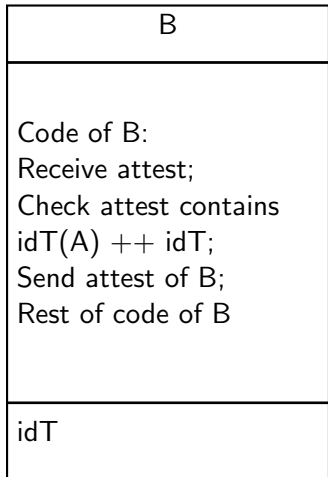 B
Code of B:
Receive attest;
Check attest contains
idT(A) ++ idT;
Send attest of B;
Rest of code of B
idT